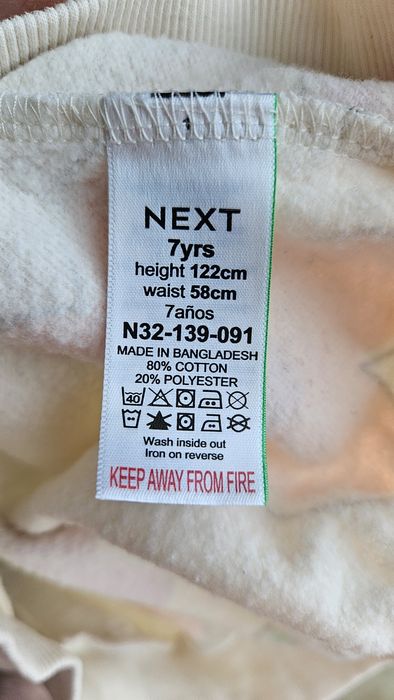 1
NEXT
7yrs
height 122cm
waist 58cm
7años
N32-139-091
MADE IN BANGLADESH
80% COTTON
20% POLYESTER
40
Wash inside out
Iron on reverse
KEEP AWAY FROM FIRE